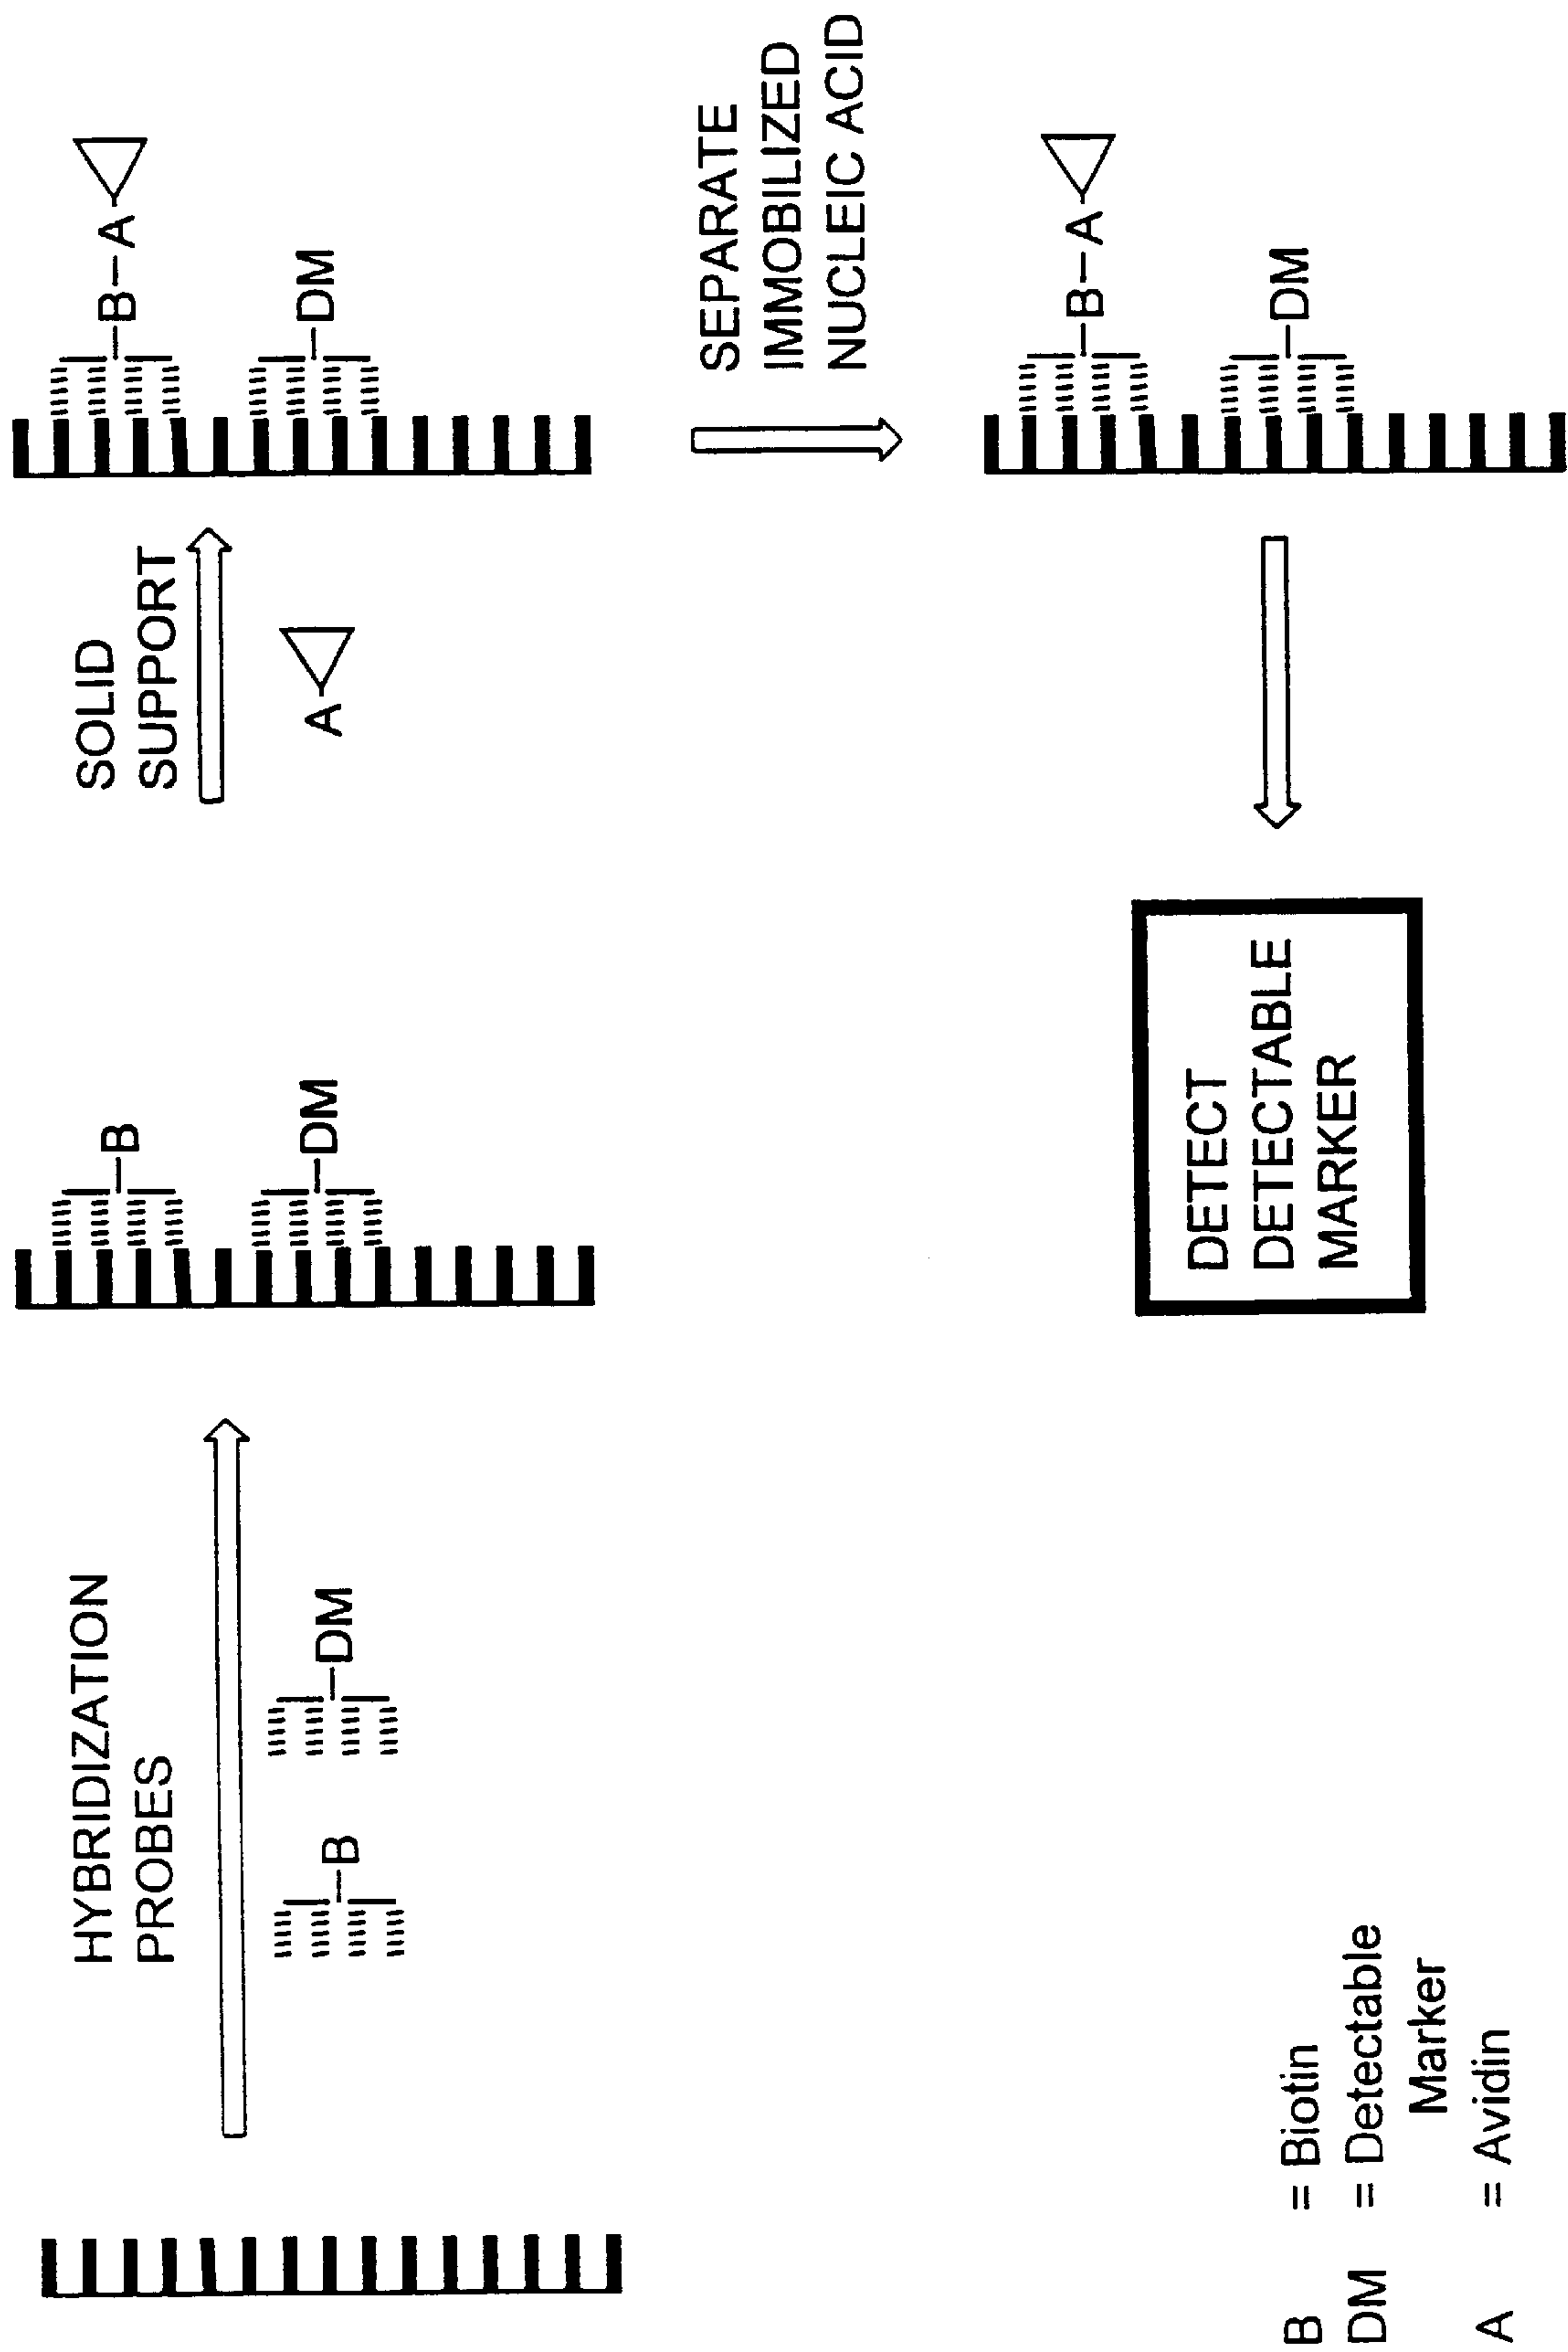 HYBRIDIZATION
PROBES
B
DM
B
DM
SOLID
SUPPORT
A
B A
DM
SEPARATE
IMMOBILIZED
NUCLEIC ACID
B A
DM
DETECT
DETECTABLE
MARKER
B = Biotin
DM = Detectable
Marker
A = Avidin